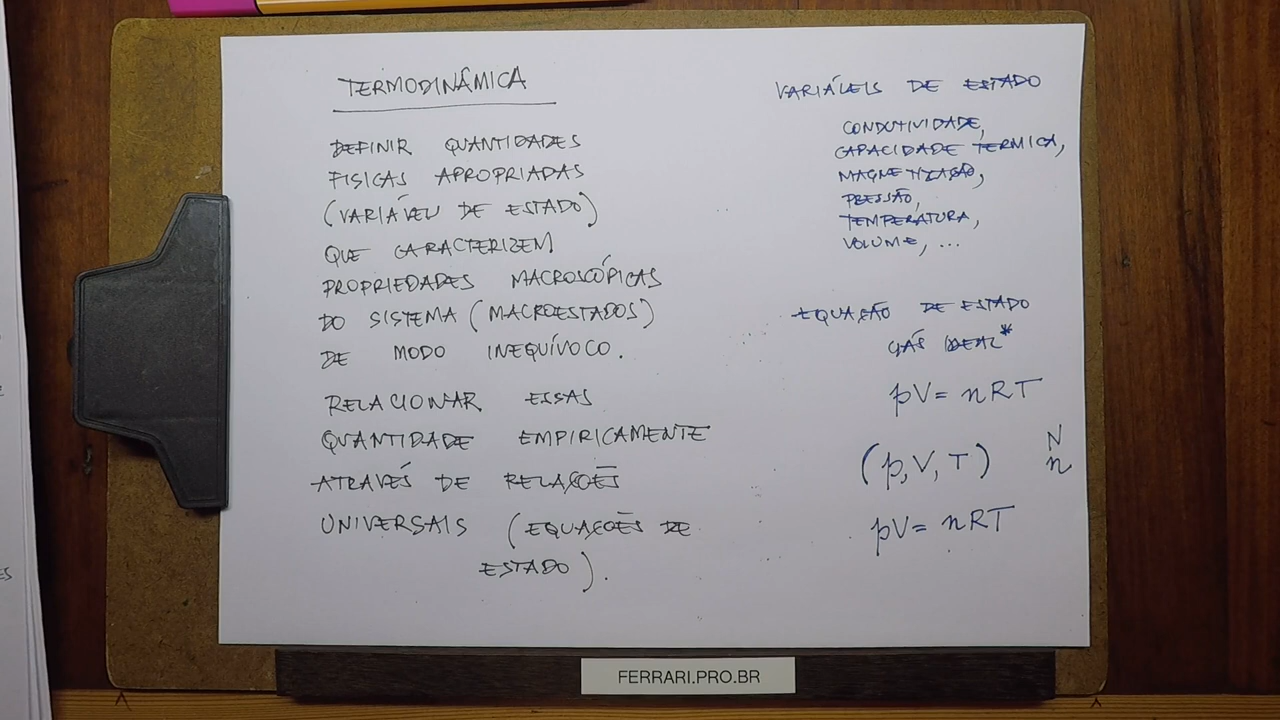 TERMODINÂMICA
DEFINIR QUANTIDADES
FISICAS APROPRIADAS
(VARIÁVEU DE ESTADO)
QUE CARACTERIZEM
PROPRIEDADES MACROSCÓPICAS
DO SISTEMA (MACROESTADOS)
DE MODO INEQUÍVOCO.
RELACIONAR ESSAS
QUANTIDADE EMPIRICAMENTE
ATRAVÉS DE RELAÇÕES
UNIVERSAIS (EQUAÇÕES DE
ESTADO).
VARIÁVEIS DE ESTADO
CONDUTIVIDADE,
CAPACIDADE TÉRMICA,
MAGNETIZAÇÃO,
PRESSÃO,
TEMPERATURA,
VOLUME, ...
EQUAÇÃO DE ESTADO
GÁS IDEAL*
pV = nRT
(p, V, T)
N
n
pV = nRT
FERRARI.PRO.BR